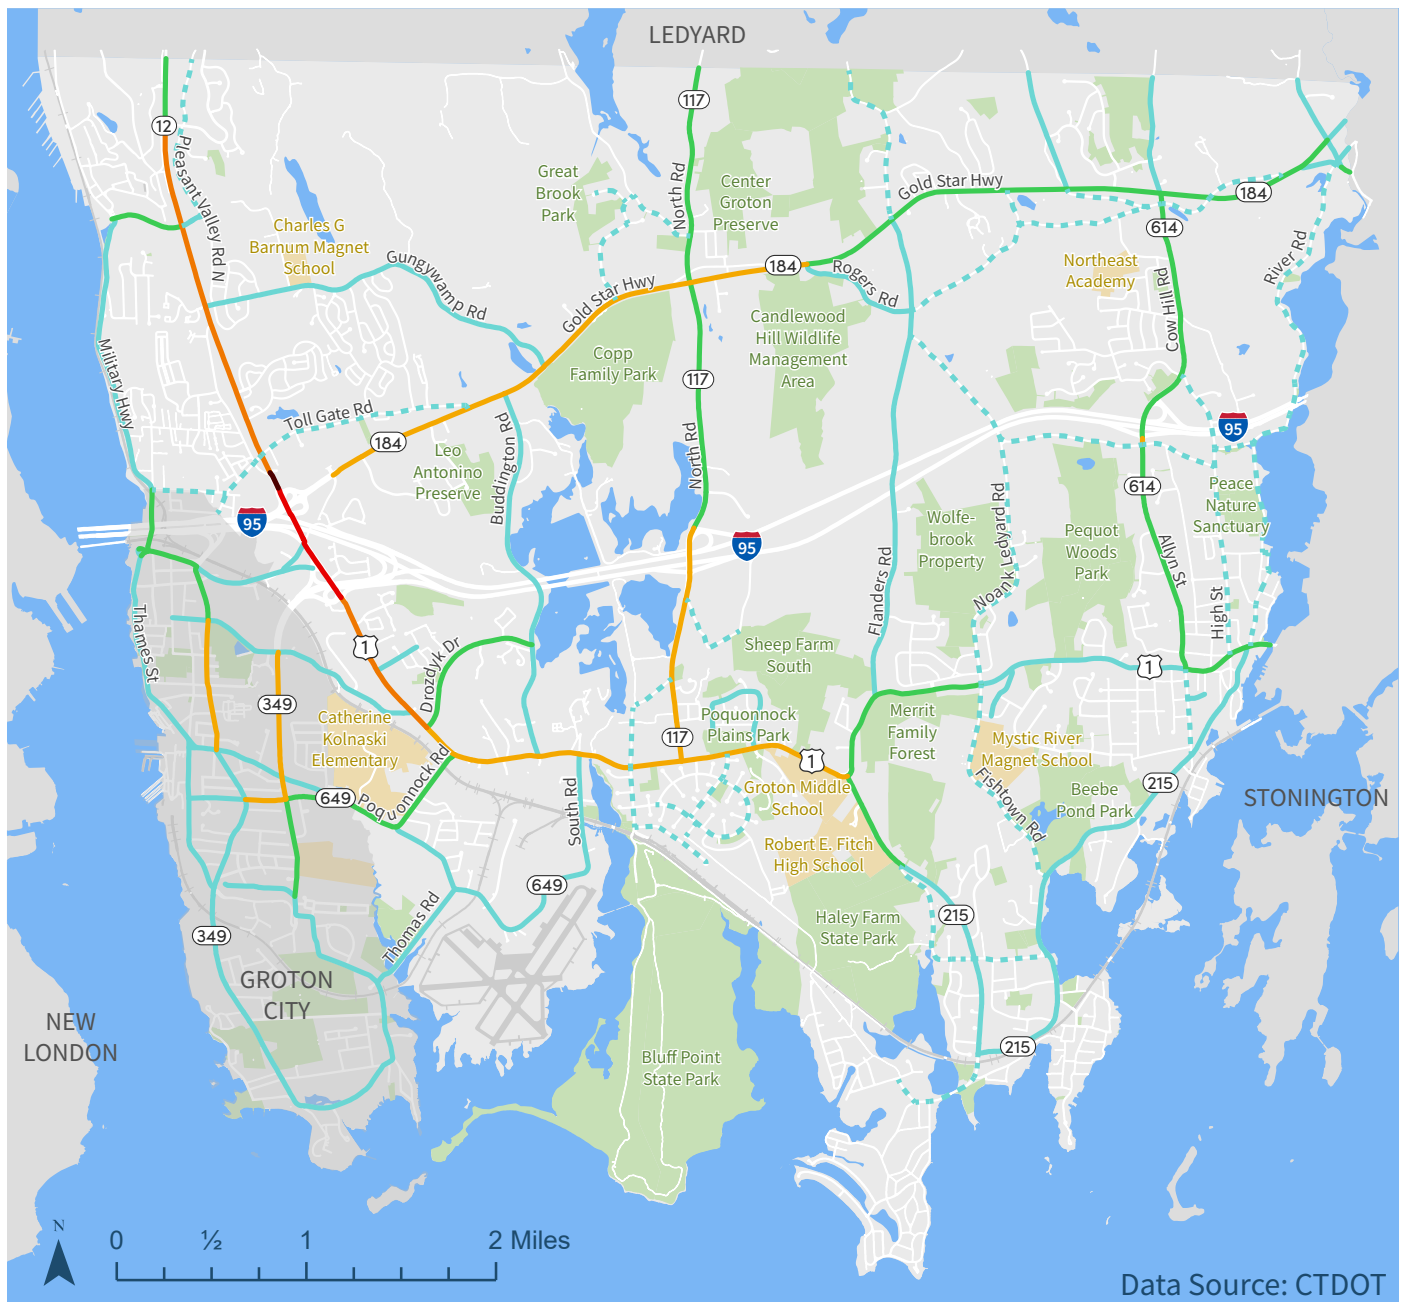 LEDYARD
117
12
Pleasant Valley Rd N
Great
Brook
Park
North Rd
Center
Groton
Preserve
Gold Star Hwy
184
614
Charles G
Barnum Magnet
School
Gungywamp Rd
184
Rogers Rd
Northeast
Academy
River Rd
Gold Star Hwy
Cow Hill Rd
Candlewood
Hill Wildlife
Management
Area
Military Hwy
Copp
Family Park
117
Toll Gate Rd
184
Buddington Rd
North Rd
95
Leo
Antonino
Preserve
614
Peace
Nature
Sanctuary
95
95
Wolfe-
brook
Property
Noank Ledyard Rd
Pequot
Woods
Park
Allyn St
Flanders Rd
High St
Thames St
1
Drozdyk Dr
Sheep Farm
South
1
349
Catherine
Kolnaski
Elementary
Poquonnock
Plains Park
117
Merrit
Family
Forest
Mystic River
Magnet School
1
649
Poquonnock Rd
South Rd
Groton Middle
School
Fishtown Rd
Beebe
Pond Park
215
STONINGTON
Robert E. Fitch
High School
649
Thomas Rd
349
Haley Farm
State Park
215
GROTON
CITY
NEW
LONDON
Bluff Point
State Park
215
N
0 ½ 1 2 Miles
Data Source: CTDOT